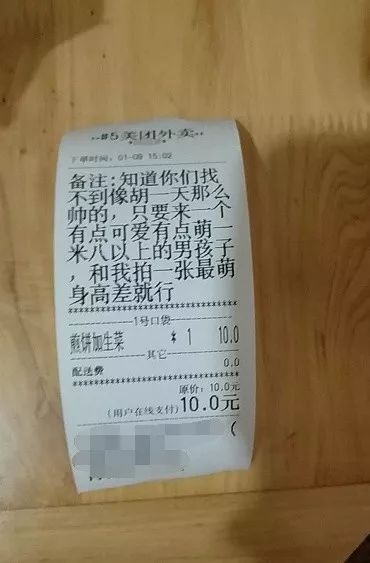 --#5美团外卖--
下单时间：01-09 15:02
备注:知道你们找
不到像胡一天那么
帅的，只要来一个
有点可爱有点萌一
米八以上的男孩子
，和我拍一张最萌
身高差就行
1号口袋
煎饼加生菜 * 1 10.0
其它
配送费 0.0
原价：10.0元
(用户在线支付)10.0元
(